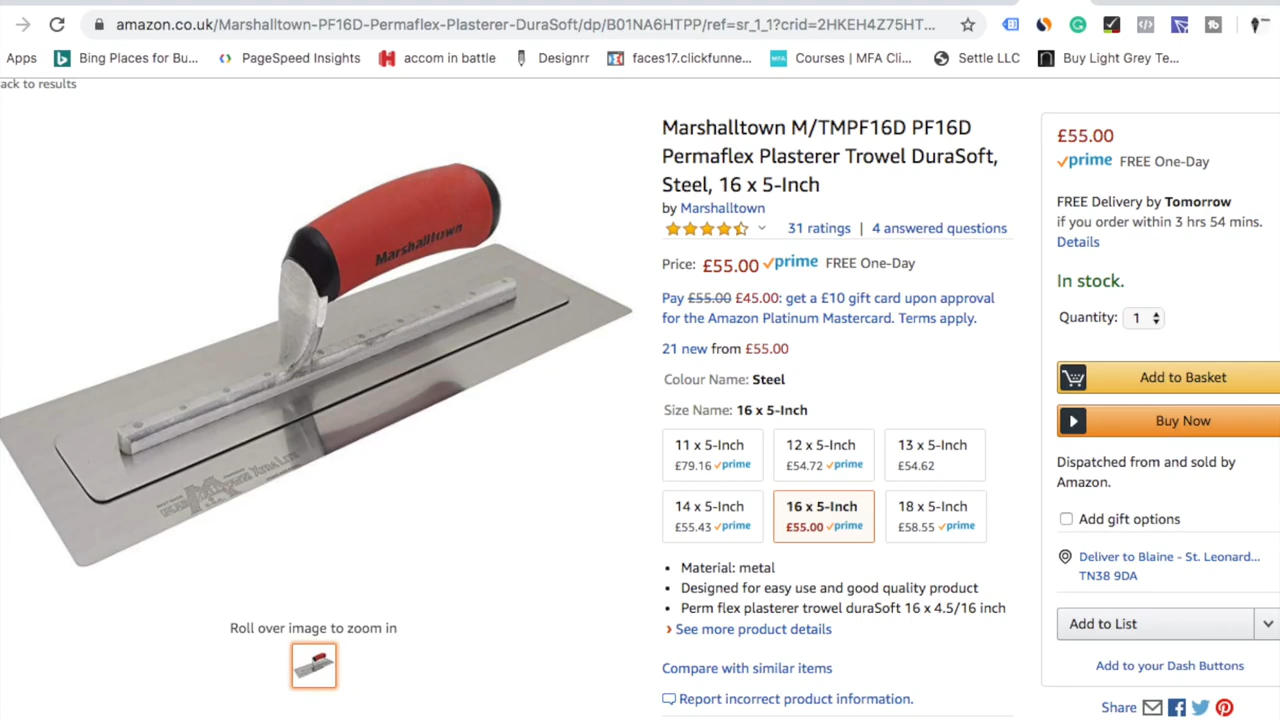 amazon.co.uk/Marshalltown-PF16D-Permaflex-Plasterer-DuraSoft/dp/B01NA6HTPP/ref=sr_1_1?crid=2HKEH4Z75HT...
Apps Bing Places for Bu... PageSpeed Insights accom in battle Designrr faces17.clickfunne... MFA Courses | MFA Cli... Settle LLC Buy Light Grey Te...
ack to results
Marshalltown M/TMPF16D PF16D
Permaflex Plasterer Trowel DuraSoft,
Steel, 16 x 5-Inch
by Marshalltown
31 ratings | 4 answered questions
Price: £55.00 prime FREE One-Day
Pay £55.00 £45.00: get a £10 gift card upon approval
for the Amazon Platinum Mastercard. Terms apply.
21 new from £55.00
Colour Name: Steel
Size Name: 16 x 5-Inch
11 x 5-Inch
£79.16 prime
12 x 5-Inch
£54.72 prime
13 x 5-Inch
£54.62
14 x 5-Inch
£55.43 prime
16 x 5-Inch
£55.00 prime
18 x 5-Inch
£58.55 prime
• Material: metal
• Designed for easy use and good quality product
• Perm flex plasterer trowel duraSoft 16 x 4.5/16 inch
› See more product details
Compare with similar items
Report incorrect product information.
Marshalltown
Roll over image to zoom in
£55.00
prime FREE One-Day
FREE Delivery by Tomorrow
if you order within 3 hrs 54 mins.
Details
In stock.
Quantity: 1
Add to Basket
Buy Now
Dispatched from and sold by
Amazon.
Add gift options
Deliver to Blaine - St. Leonard...
TN38 9DA
Add to List
Add to your Dash Buttons
Share